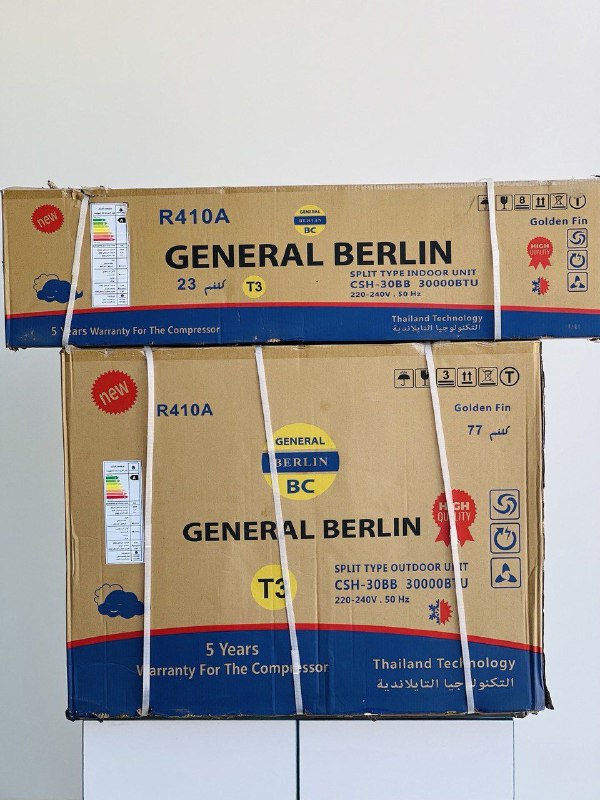 new
R410A
GENERAL
BERLIN
BC
GENERAL BERLIN
23 كلغم
T3
SPLIT TYPE INDOOR UNIT
CSH-30BB 30000BTU
220-240V . 50 Hz
8
T
Golden Fin
HIGH
QUALITY
5 Years Warranty For The Compressor
Thailand Technology
التكنولوجيا التايلاندية
new
R410A
3
T
Golden Fin
77 كلغم
GENERAL
BERLIN
BC
GENERAL BERLIN
HIGH
QUALITY
T3
SPLIT TYPE OUTDOOR UNIT
CSH-30BB 30000BTU
220-240V . 50 Hz
5 Years
Warranty For The Compressor
Thailand Technology
التكنولوجيا التايلاندية